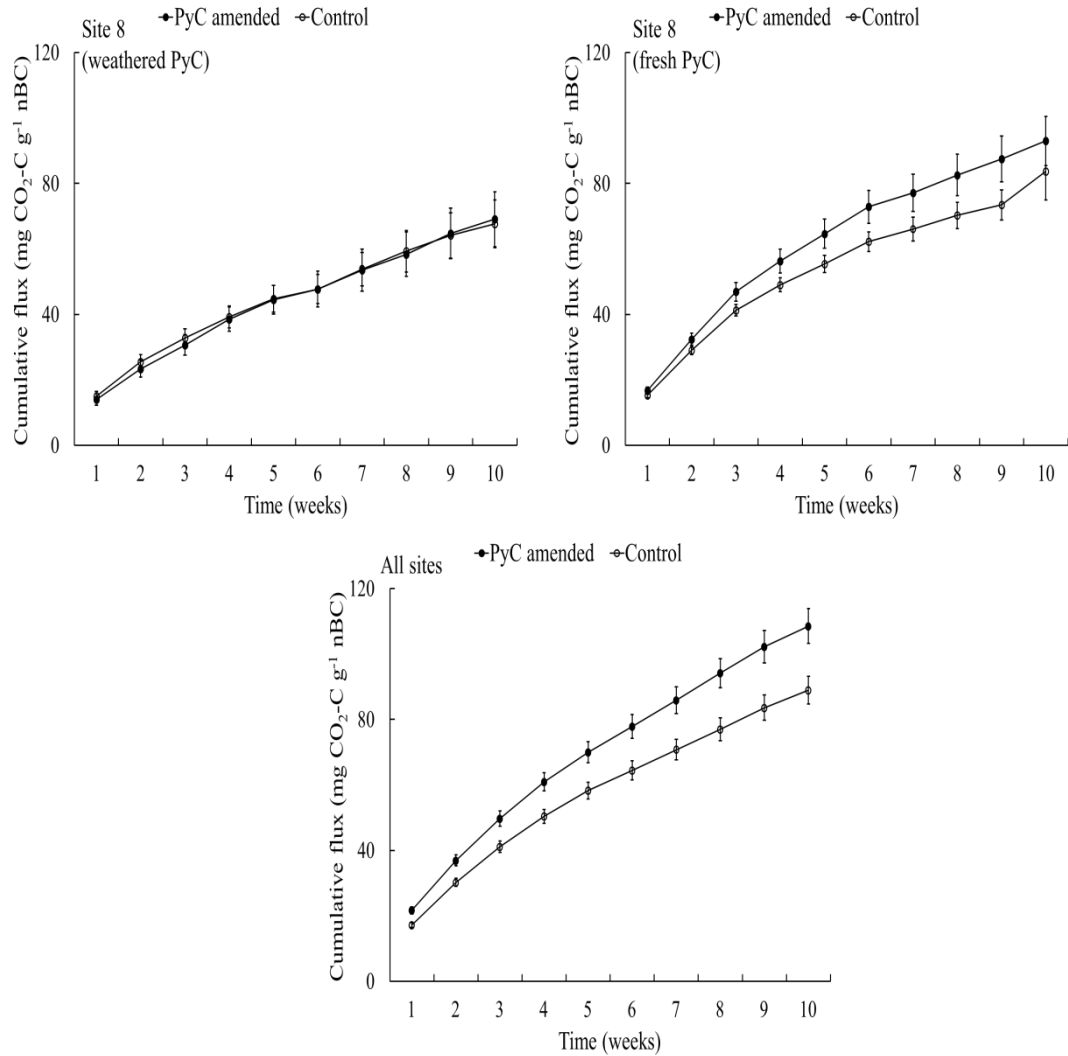 PyC amended Control
Site 8
(weathered PyC)
120
80
40
0
Cumulative flux (mg CO₂-C g⁻¹ nBC)
1 2 3 4 5 6 7 8 9 10
Time (weeks)
PyC amended Control
Site 8
(fresh PyC)
120
80
40
0
Cumulative flux (mg CO₂-C g⁻¹ nBC)
1 2 3 4 5 6 7 8 9 10
Time (weeks)
PyC amended Control
All sites
120
80
40
0
Cumulative flux (mg CO₂-C g⁻¹ nBC)
1 2 3 4 5 6 7 8 9 10
Time (weeks)